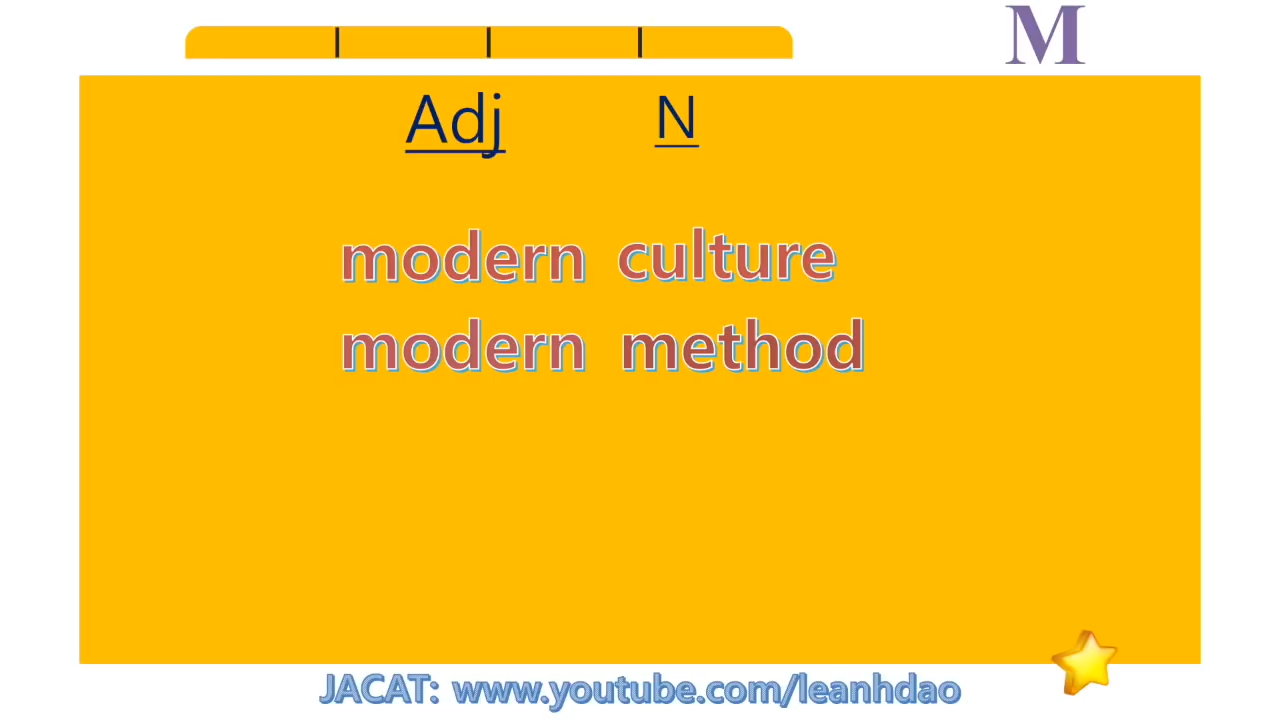 M
Adj N
modern culture
modern method
JACAT: www.youtube.com/leanhdao